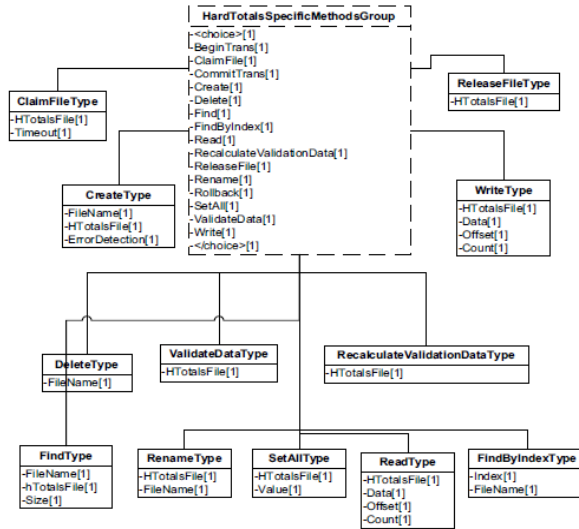 HardTotalsSpecificMethodsGroup
-<choice>[1]
-BeginTrans[1]
-ClaimFile[1]
-CommitTrans[1]
-Create[1]
-Delete[1]
-Find[1]
-FindByIndex[1]
-Read[1]
-RecalculateValidationData[1]
-ReleaseFile[1]
-Rename[1]
-Rollback[1]
-SetAll[1]
-ValidateData[1]
-Write[1]
-</choice>[1]
ClaimFileType
-HTotalsFile[1]
-Timeout[1]
ReleaseFileType
-HTotalsFile[1]
CreateType
-FileName[1]
-HTotalsFile[1]
-ErrorDetection[1]
WriteType
-HTotalsFile[1]
-Data[1]
-Offset[1]
-Count[1]
DeleteType
-FileName[1]
ValidateDataType
-HTotalsFile[1]
RecalculateValidationDataType
-HTotalsFile[1]
FindType
-FileName[1]
-hTotalsFile[1]
-Size[1]
RenameType
-HTotalsFile[1]
-FileName[1]
SetAllType
-HTotalsFile[1]
-Value[1]
ReadType
-HTotalsFile[1]
-Data[1]
-Offset[1]
-Count[1]
FindByIndexType
-Index[1]
-FileName[1]